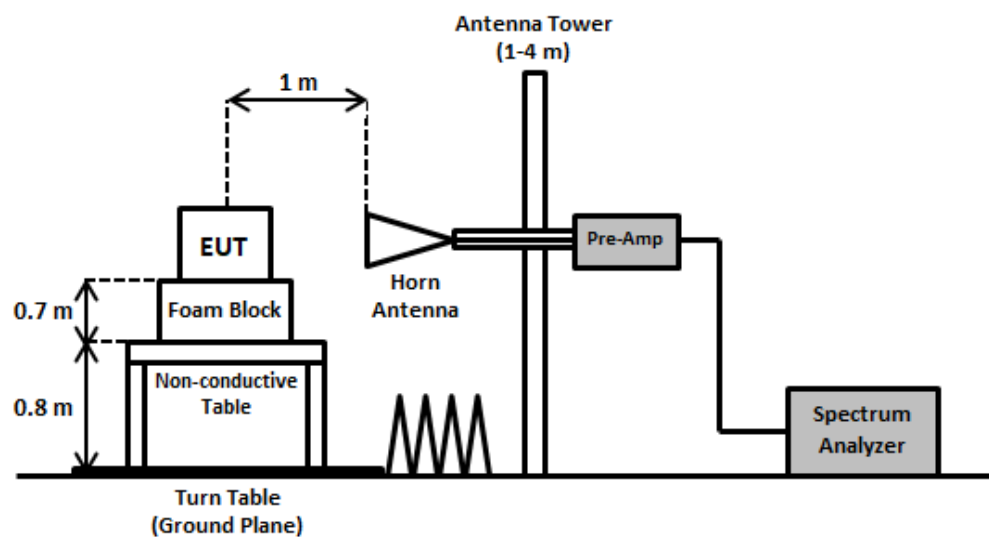 Antenna Tower
(1-4 m)
1 m
EUT
Pre-Amp
Horn
Antenna
0.7 m
Foam Block
Non-conductive
Table
0.8 m
Spectrum
Analyzer
Turn Table
(Ground Plane)